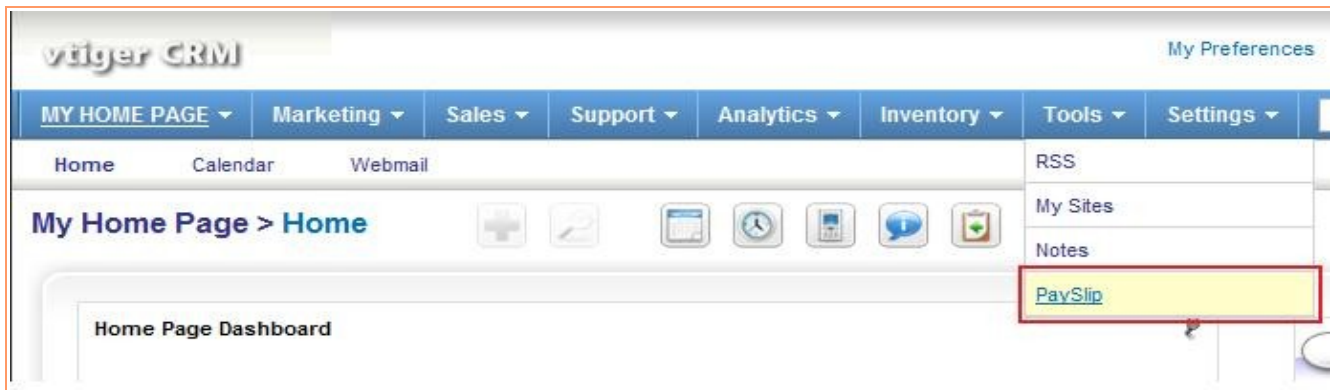 vtiger CRM
My Preferences
MY HOME PAGE Marketing Sales Support Analytics Inventory Tools Settings
Home Calendar Webmail
RSS
My Home Page > Home
My Sites
Notes
PaySlip
Home Page Dashboard